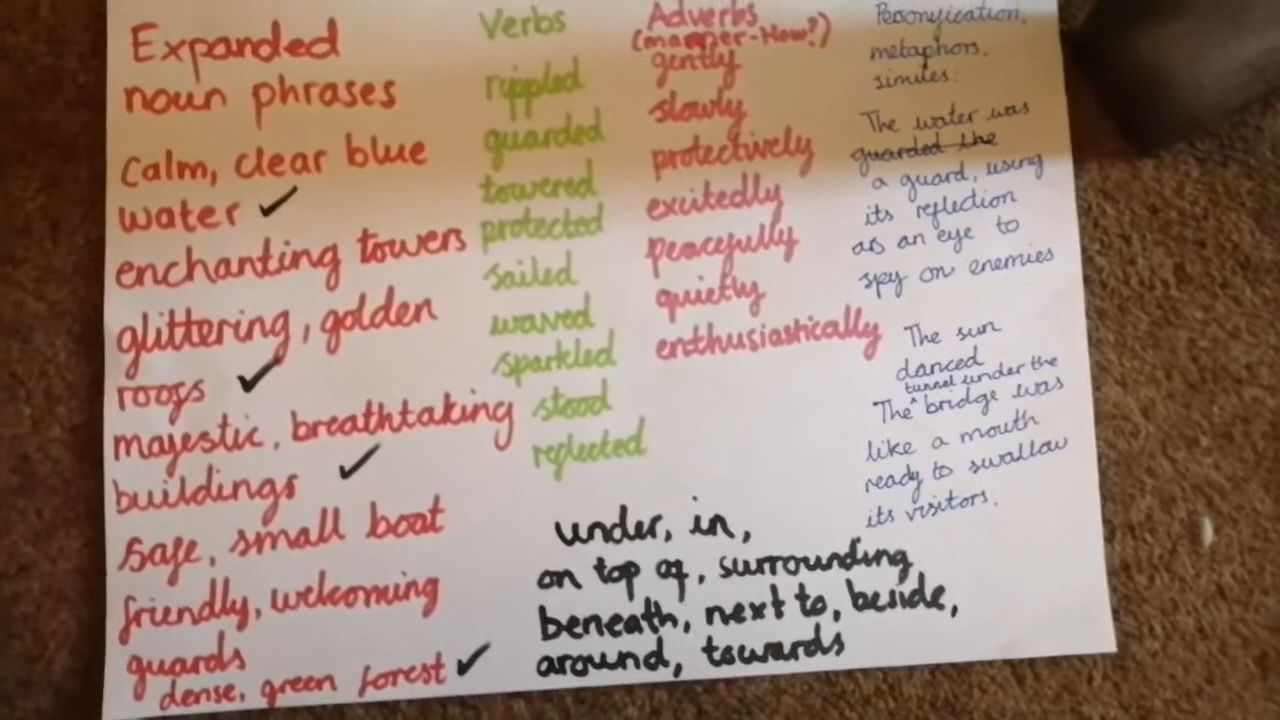 Expanded
noun phrases
calm, clear blue
water ✓
enchanting towers
glittering, golden
roofs ✓
majestic, breathtaking
buildings ✓
safe, small boat
friendly, welcoming
guards
dense, green forest ✓
Verbs
rippled
guarded
towered
protected
sailed
waved
sparkled
stood
reflected
Adverbs
(manner-How?)
gently
slowly
protectively
excitedly
peacefully
quietly
enthusiastically
Personification,
metaphors,
similes:
The water was
guarded the
a guard, using
its reflection
as an eye to
spy on enemies
The sun
danced
tunnel under the
The ^ bridge was
like a mouth
ready to swallow
its visitors.
under, in,
on top of, surrounding
beneath, next to, beside,
around, towards